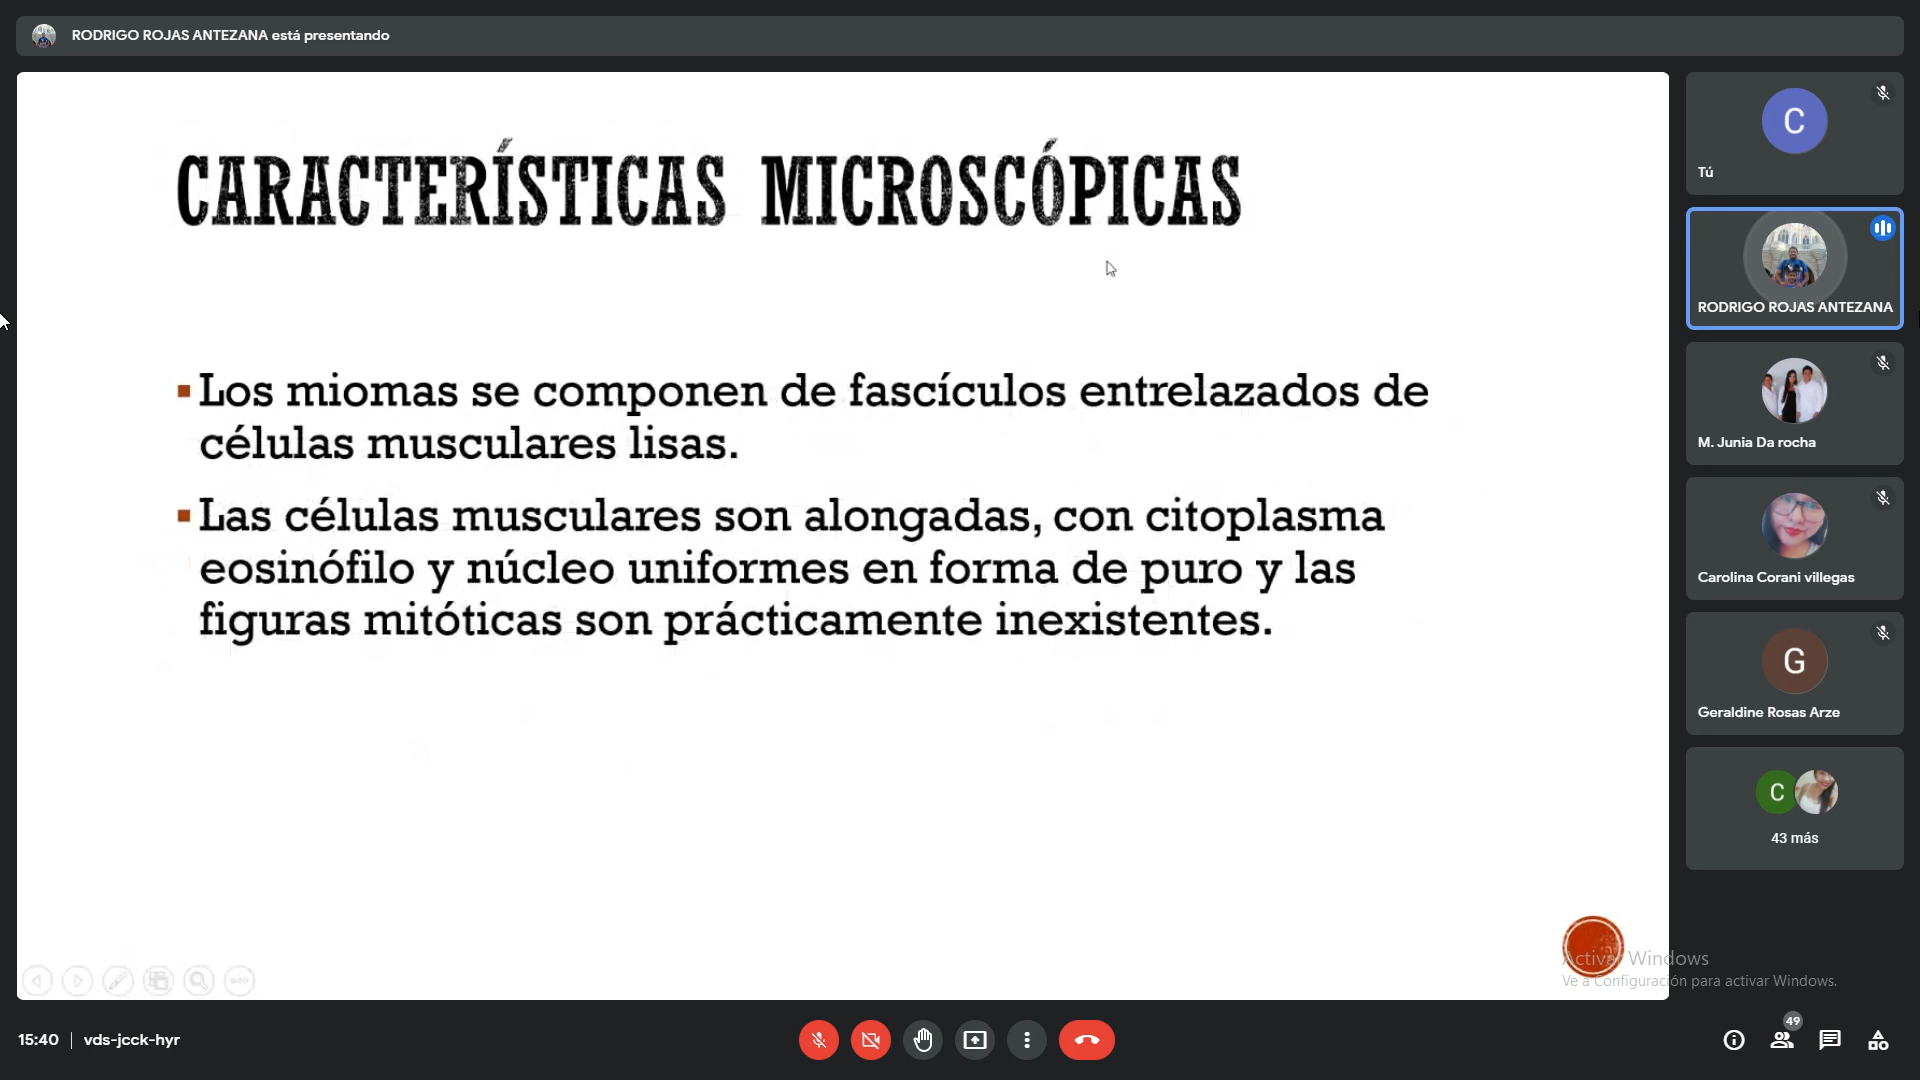 RODRIGO ROJAS ANTEZANA está presentando
CARACTERÍSTICAS MICROSCÓPICAS
Los miomas se componen de fascículos entrelazados de
células musculares lisas.
Las células musculares son alongadas, con citoplasma
eosinófilo y núcleo uniformes en forma de puro y las
figuras mitóticas son prácticamente inexistentes.
C
Tú
RODRIGO ROJAS ANTEZANA
M. Junia Da rocha
Carolina Corani villegas
G
Geraldine Rosas Arze
C
43 más
Activar Windows
Ve a Configuración para activar Windows.
15:40 | vds-jcck-hyr
49